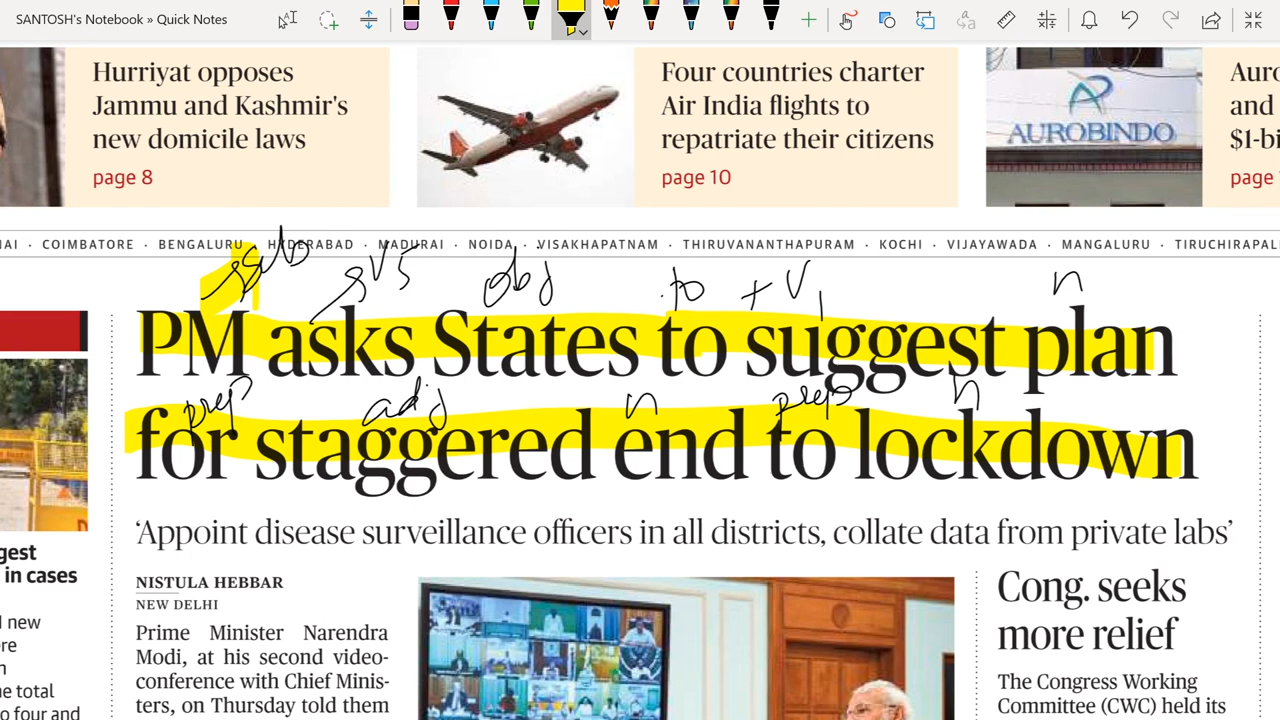 SANTOSH's Notebook » Quick Notes
Hurriyat opposes
Jammu and Kashmir's
new domicile laws
page 8
Four countries charter
Air India flights to
repatriate their citizens
page 10
AUROBINDO
Auro
and
$1-bi
page
NAI · COIMBATORE · BENGALURU · HYDERABAD · MADURAI · NOIDA · VISAKHAPATNAM · THIRUVANANTHAPURAM · KOCHI · VIJAYAWADA · MANGALURU · TIRUCHIRAPAL
sub V5 obj to + V1 n
PM asks States to suggest plan
prep adj n prep n
for staggered end to lockdown
'Appoint disease surveillance officers in all districts, collate data from private labs'
gest
in cases
new
re
n
e total
o four and
NISTULA HEBBAR
NEW DELHI
Prime Minister Narendra
Modi, at his second video-
conference with Chief Minis-
ters, on Thursday told them
Cong. seeks
more relief
The Congress Working
Committee (CWC) held its